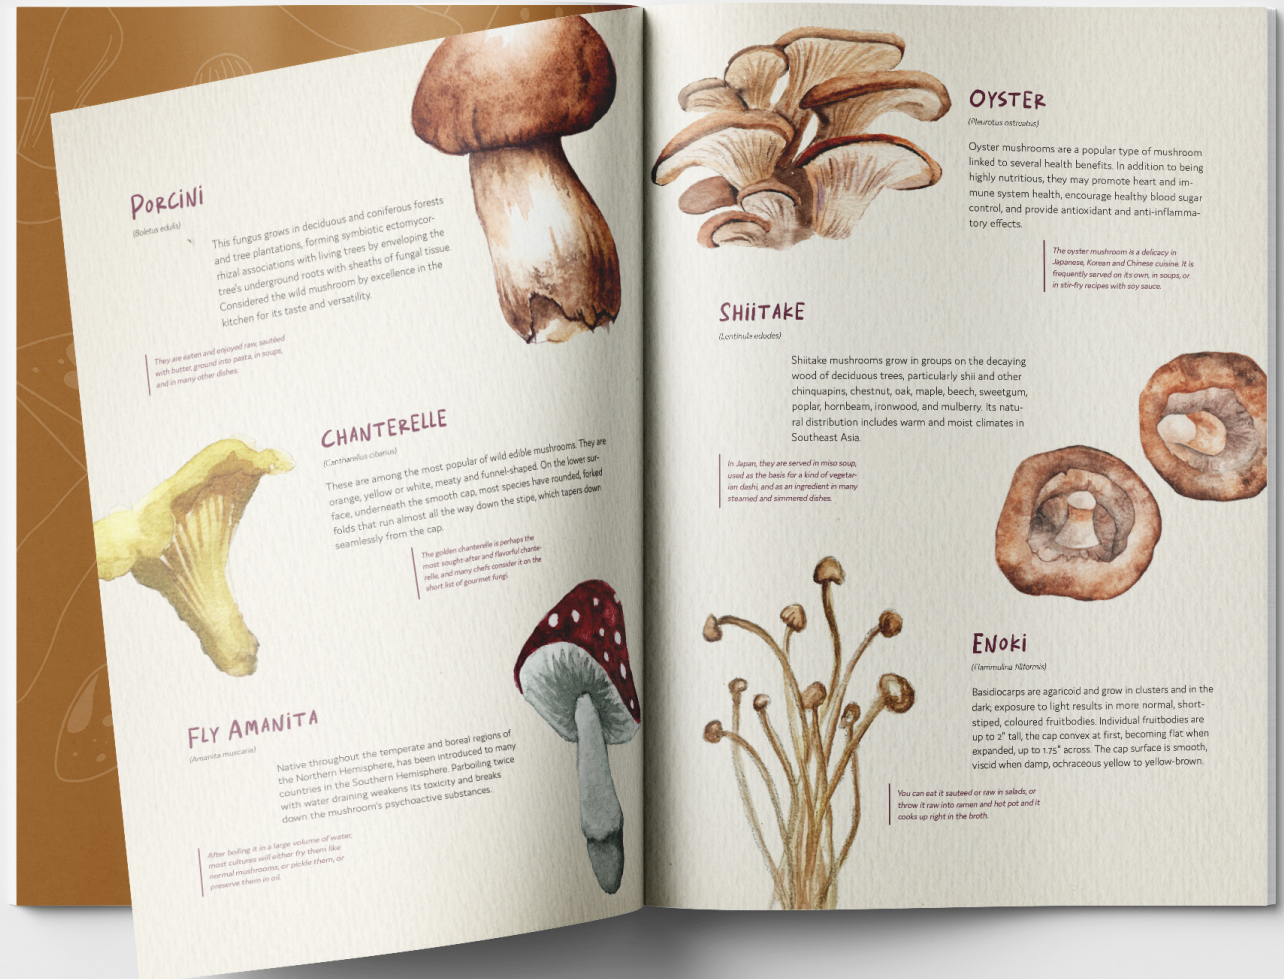 PORCINI
(Boletus edulis)
This fungus grows in deciduous and coniferous forests
and tree plantations, forming symbiotic ectomycor-
rhizal associations with living trees by enveloping the
tree's underground roots with sheaths of fungal tissue.
Considered the wild mushroom by excellence in the
kitchen for its taste and versatility.
They are eaten and enjoyed raw, sautéed
with butter, ground into pasta, in soups,
and in many other dishes.
CHANTERELLE
(Cantharellus cibarius)
These are among the most popular of wild edible mushrooms. They are
orange, yellow or white, meaty and funnel-shaped. On the lower sur-
face, underneath the smooth cap, most species have rounded, forked
folds that run almost all the way down the stipe, which tapers down
seamlessly from the cap.
The golden chanterelle is perhaps the
most sought-after and flavorful chante-
relle, and many chefs consider it on the
short list of gourmet fungi.
FLY AMANITA
(Amanita muscaria)
Native throughout the temperate and boreal regions of
the Northern Hemisphere, has been introduced to many
countries in the Southern Hemisphere. Parboiling twice
with water draining weakens its toxicity and breaks
down the mushroom's psychoactive substances.
After boiling it in a large volume of water,
most cultures will either fry them like
normal mushrooms, or pickle them, or
preserve them in oil.
OYSTER
(Pleurotus ostreatus)
Oyster mushrooms are a popular type of mushroom
linked to several health benefits. In addition to being
highly nutritious, they may promote heart and im-
mune system health, encourage healthy blood sugar
control, and provide antioxidant and anti-inflamma-
tory effects.
The oyster mushroom is a delicacy in
Japanese, Korean and Chinese cuisine. It is
frequently served on its own, in soups, or
in stir-fry recipes with soy sauce.
SHIITAKE
(Lentinula edodes)
Shiitake mushrooms grow in groups on the decaying
wood of deciduous trees, particularly shii and other
chinquapins, chestnut, oak, maple, beech, sweetgum,
poplar, hornbeam, ironwood, and mulberry. Its natu-
ral distribution includes warm and moist climates in
Southeast Asia.
In Japan, they are served in miso soup,
used as the basis for a kind of vegetar-
ian dashi, and as an ingredient in many
steamed and simmered dishes.
ENOKI
(Flammulina filiformis)
Basidiocarps are agaricoid and grow in clusters and in the
dark; exposure to light results in more normal, short-
stiped, coloured fruitbodies. Individual fruitbodies are
up to 2" tall, the cap convex at first, becoming flat when
expanded, up to 1.75" across. The cap surface is smooth,
viscid when damp, ochraceous yellow to yellow-brown.
You can eat it sauteed or raw in salads, or
throw it raw into ramen and hot pot and it
cooks up right in the broth.